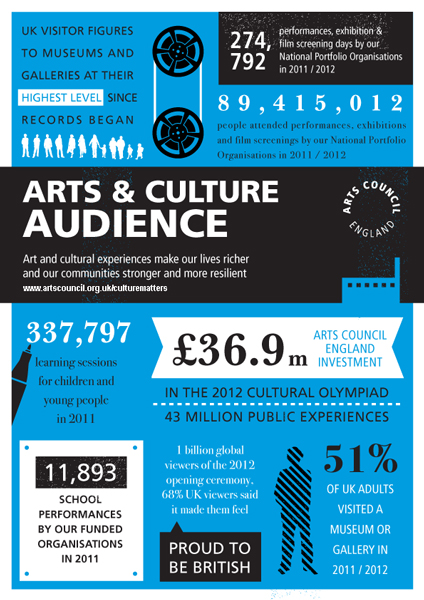 UK VISITOR FIGURES
TO MUSEUMS AND
GALLERIES AT THEIR
HIGHEST LEVEL SINCE
RECORDS BEGAN
274,
792
performances, exhibition &
film screening days by our
National Portfolio Organisations
in 2011 / 2012
89,415,012
people attended performances, exhibitions
and film screenings by our National Portfolio
Organisations in 2011 / 2012
ARTS & CULTURE
AUDIENCE
Art and cultural experiences make our lives richer
and our communities stronger and more resilient
www.artscouncil.org.uk/culturematters
ARTS COUNCIL
ENGLAND
337,797
learning sessions
for children and
young people
in 2011
£36.9m
ARTS COUNCIL
ENGLAND
INVESTMENT
IN THE 2012 CULTURAL OLYMPIAD
43 MILLION PUBLIC EXPERIENCES
11,893
SCHOOL
PERFORMANCES
BY OUR FUNDED
ORGANISATIONS
IN 2011
1 billion global
viewers of the 2012
opening ceremony,
68% UK viewers said
it made them feel
PROUD TO
BE BRITISH
51%
OF UK ADULTS
VISITED A
MUSEUM OR
GALLERY IN
2011 / 2012